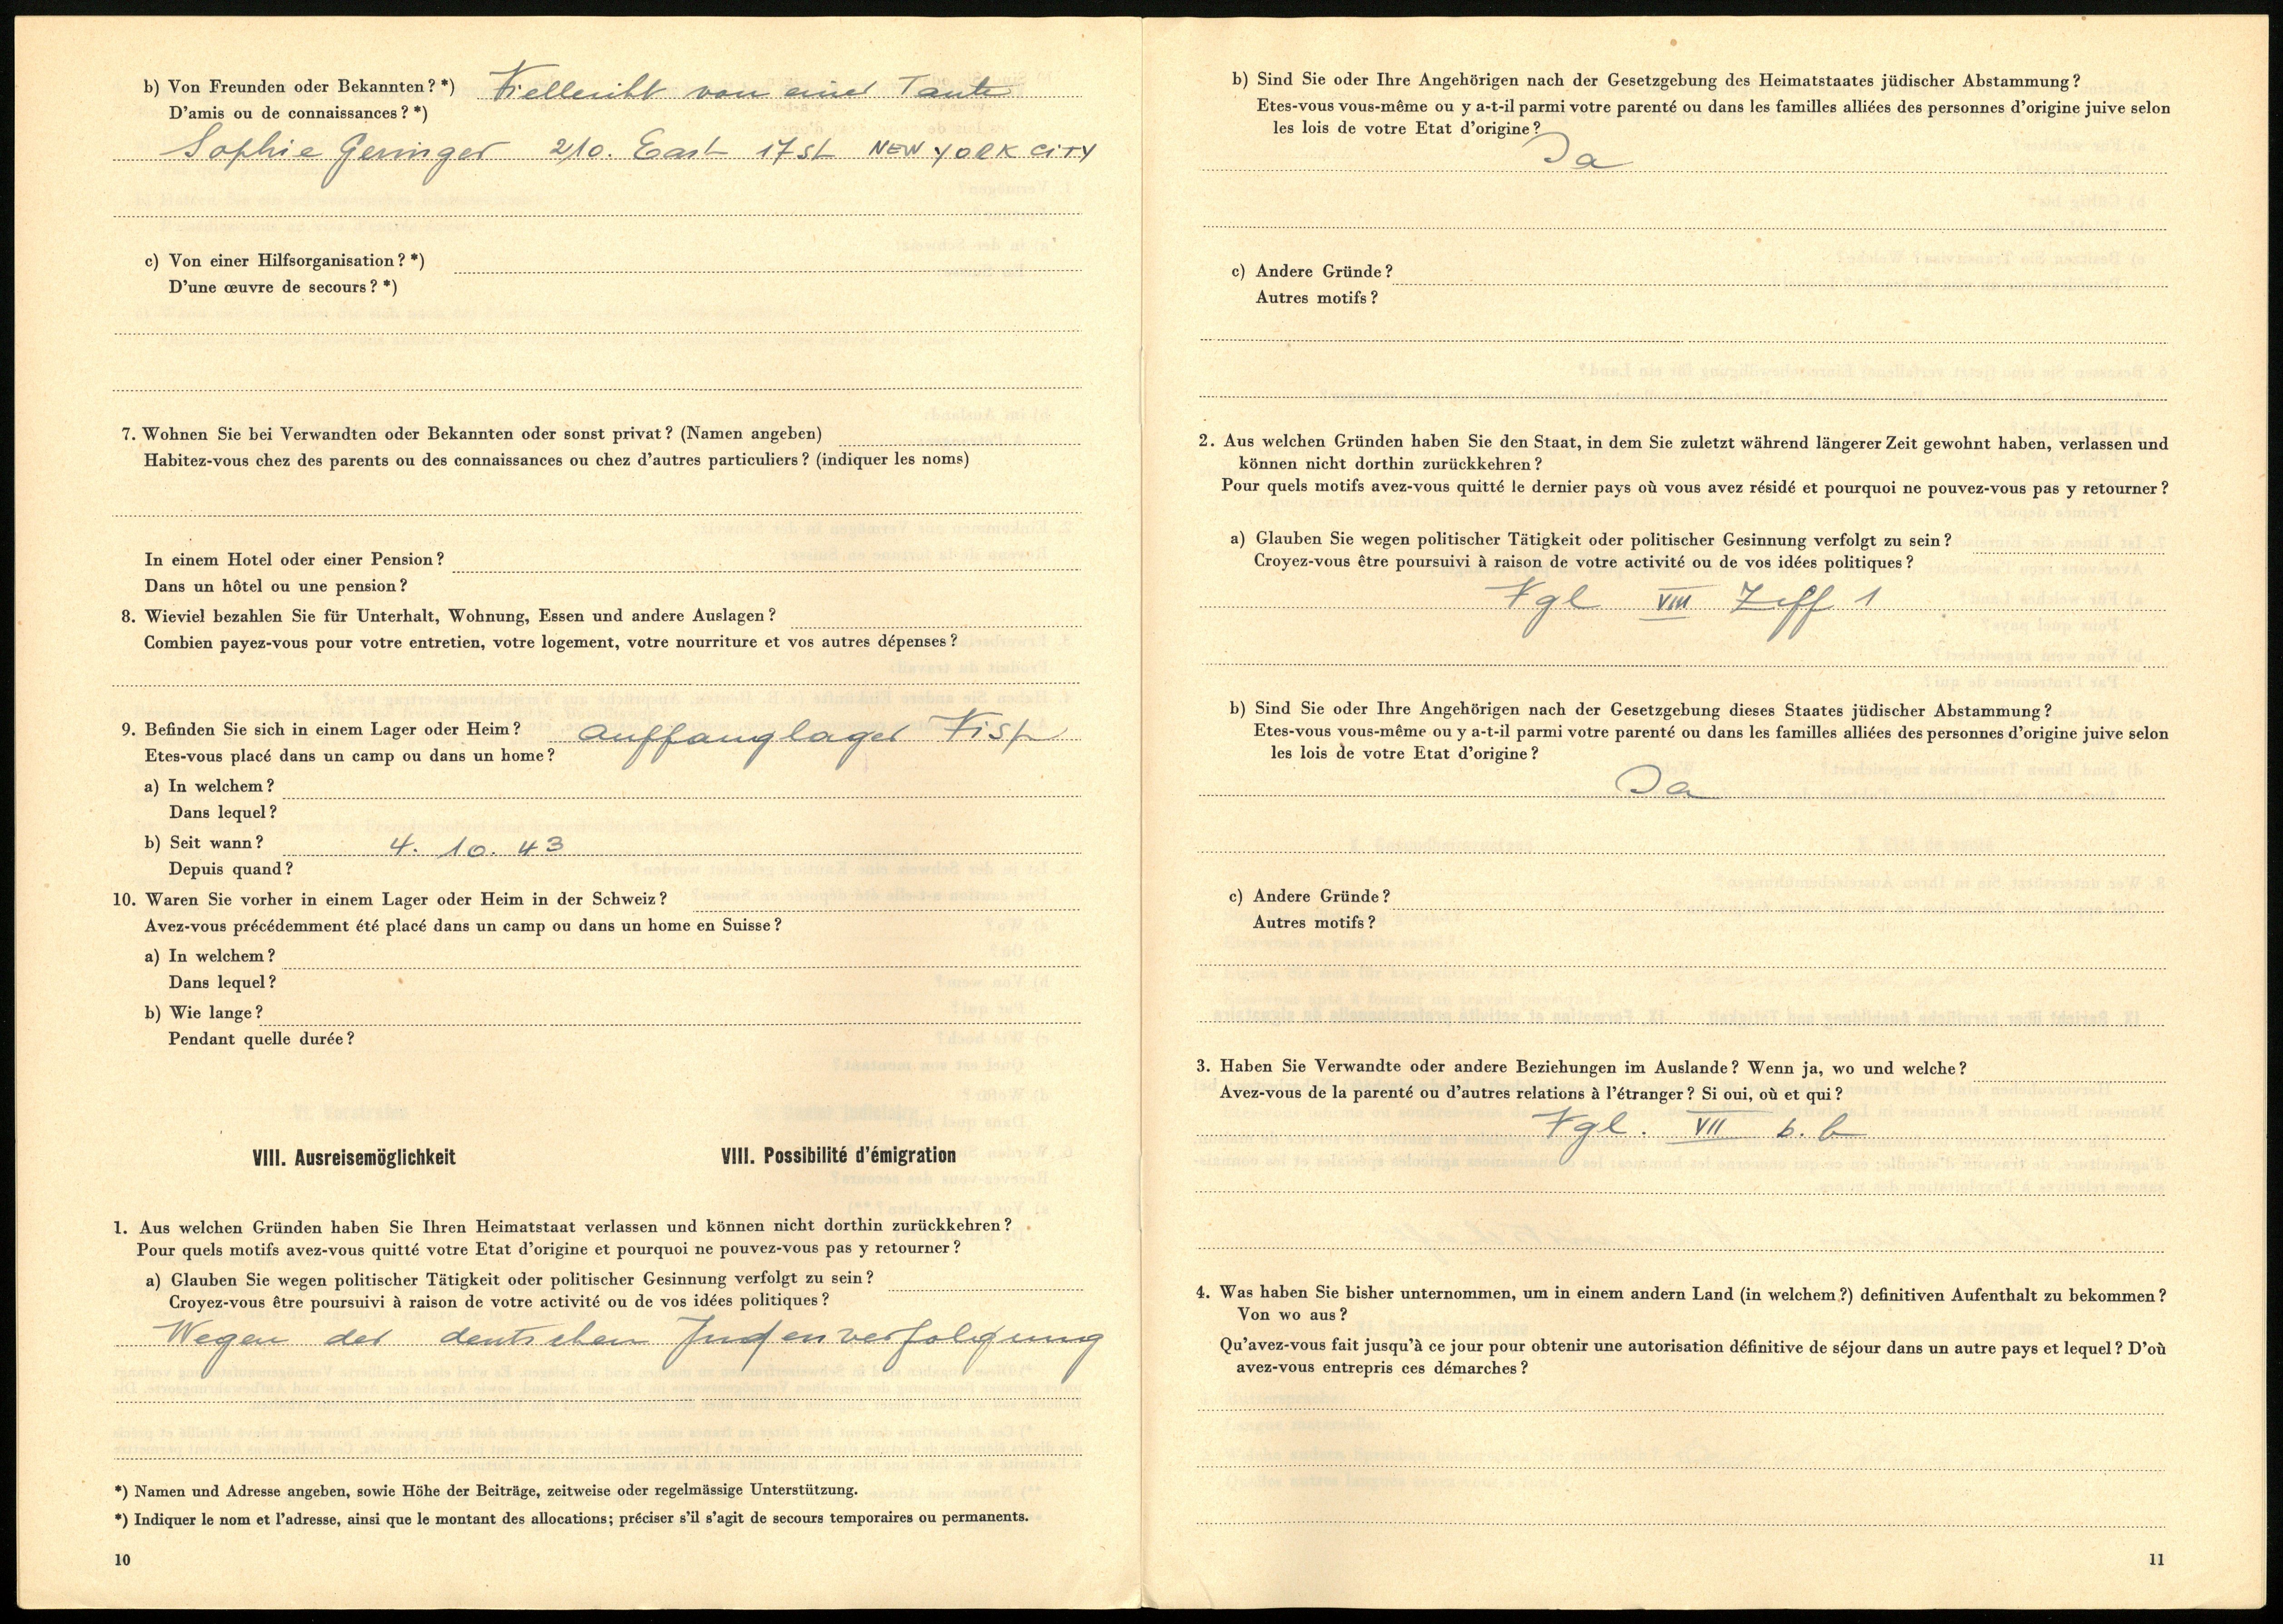 b) Von Freunden oder Bekannten? *) Vielleicht von einer Tante
D'amis ou de connaissances? *)
Sophie Geringer 210. East 17 St NEW YORK CITY
c) Von einer Hilfsorganisation? *)
D'une œuvre de secours? *)
7. Wohnen Sie bei Verwandten oder Bekannten oder sonst privat? (Namen angeben)
Habitez-vous chez des parents ou des connaissances ou chez d'autres particuliers? (indiquer les noms)
In einem Hotel oder einer Pension?
Dans un hôtel ou une pension?
8. Wieviel bezahlen Sie für Unterhalt, Wohnung, Essen und andere Auslagen?
Combien payez-vous pour votre entretien, votre logement, votre nourriture et vos autres dépenses?
9. Befinden Sie sich in einem Lager oder Heim? Auffanglager Visp
Etes-vous placé dans un camp ou dans un home?
a) In welchem?
Dans lequel?
b) Seit wann? 4. 10. 43
Depuis quand?
10. Waren Sie vorher in einem Lager oder Heim in der Schweiz?
Avez-vous précédemment été placé dans un camp ou dans un home en Suisse?
a) In welchem?
Dans lequel?
b) Wie lange?
Pendant quelle durée?
VIII. Ausreisemöglichkeit VIII. Possibilité d'émigration
1. Aus welchen Gründen haben Sie Ihren Heimatstaat verlassen und können nicht dorthin zurückkehren?
Pour quels motifs avez-vous quitté votre Etat d'origine et pourquoi ne pouvez-vous pas y retourner?
a) Glauben Sie wegen politischer Tätigkeit oder politischer Gesinnung verfolgt zu sein?
Croyez-vous être poursuivi à raison de votre activité ou de vos idées politiques?
Wegen der deutschen Judenverfolgung
*) Namen und Adresse angeben, sowie Höhe der Beiträge, zeitweise oder regelmässige Unterstützung.
*) Indiquer le nom et l'adresse, ainsi que le montant des allocations; préciser s'il s'agit de secours temporaires ou permanents.
10
b) Sind Sie oder Ihre Angehörigen nach der Gesetzgebung des Heimatstaates jüdischer Abstammung?
Etes-vous vous-même ou y a-t-il parmi votre parenté ou dans les familles alliées des personnes d'origine juive selon
les lois de votre Etat d'origine?
Ja
c) Andere Gründe?
Autres motifs?
2. Aus welchen Gründen haben Sie den Staat, in dem Sie zuletzt während längerer Zeit gewohnt haben, verlassen und
können nicht dorthin zurückkehren?
Pour quels motifs avez-vous quitté le dernier pays où vous avez résidé et pourquoi ne pouvez-vous pas y retourner?
a) Glauben Sie wegen politischer Tätigkeit oder politischer Gesinnung verfolgt zu sein?
Croyez-vous être poursuivi à raison de votre activité ou de vos idées politiques?
Vgl VIII Ziff 1
b) Sind Sie oder Ihre Angehörigen nach der Gesetzgebung dieses Staates jüdischer Abstammung?
Etes-vous vous-même ou y a-t-il parmi votre parenté ou dans les familles alliées des personnes d'origine juive selon
les lois de votre Etat d'origine?
Ja
c) Andere Gründe?
Autres motifs?
3. Haben Sie Verwandte oder andere Beziehungen im Auslande? Wenn ja, wo und welche?
Avez-vous de la parenté ou d'autres relations à l'étranger? Si oui, où et qui?
Vgl. VII 6. b
4. Was haben Sie bisher unternommen, um in einem andern Land (in welchem?) definitiven Aufenthalt zu bekommen?
Von wo aus?
Qu'avez-vous fait jusqu'à ce jour pour obtenir une autorisation définitive de séjour dans un autre pays et lequel? D'où
avez-vous entrepris ces démarches?
11